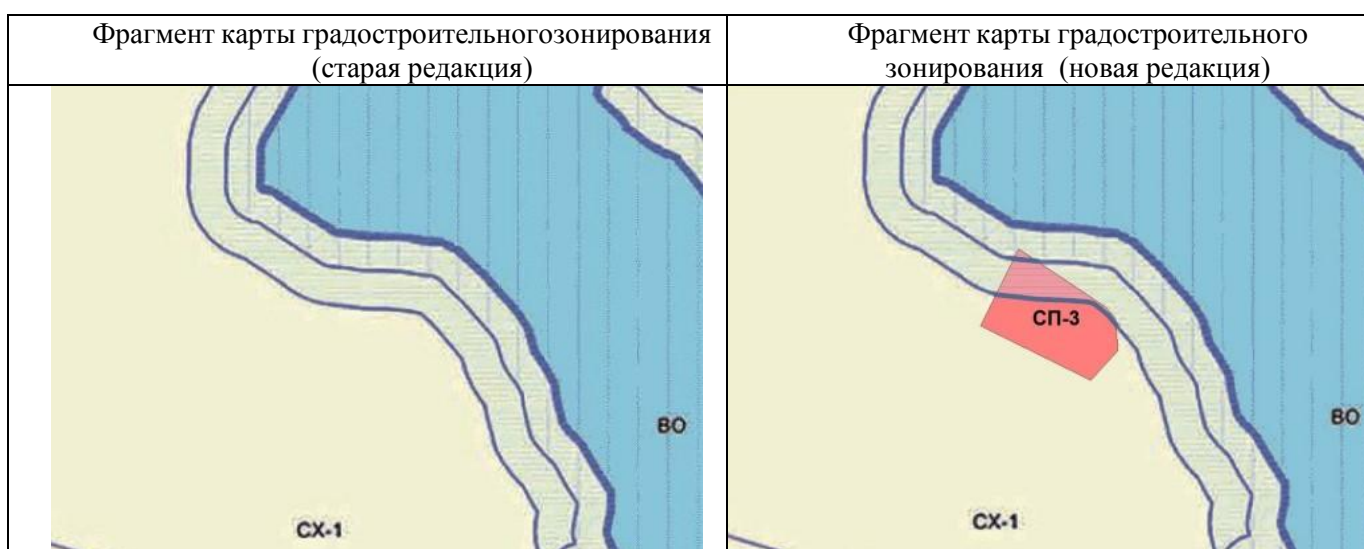 Фрагмент карты градостроительногозонирования
(старая редакция)
Фрагмент карты градостроительного
зонирования (новая редакция)
ВО
СХ-1
СП-3
ВО
СХ-1